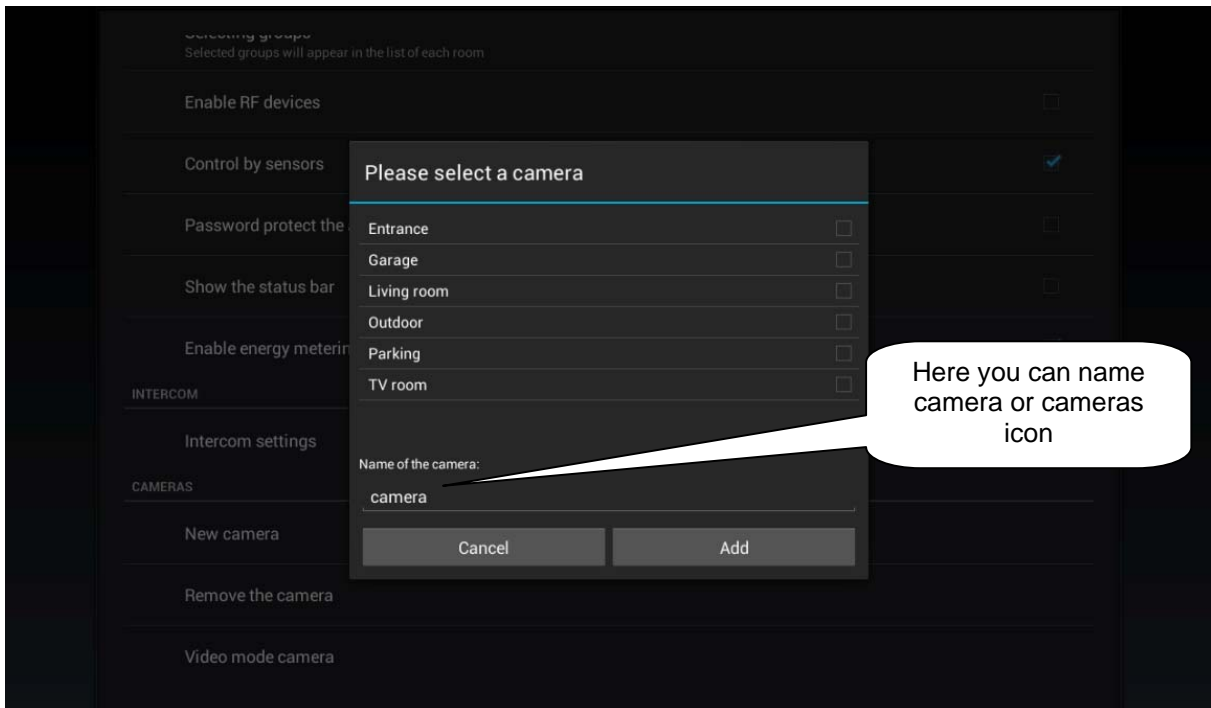 Selecting groups
Selected groups will appear in the list of each room
Enable RF devices
Control by sensors
Password protect the
Show the status bar
Enable energy meterin
INTERCOM
Intercom settings
CAMERAS
New camera
Remove the camera
Video mode camera
Please select a camera
Entrance
Garage
Living room
Outdoor
Parking
TV room
Name of the camera:
camera
Cancel
Add
Here you can name
camera or cameras
icon